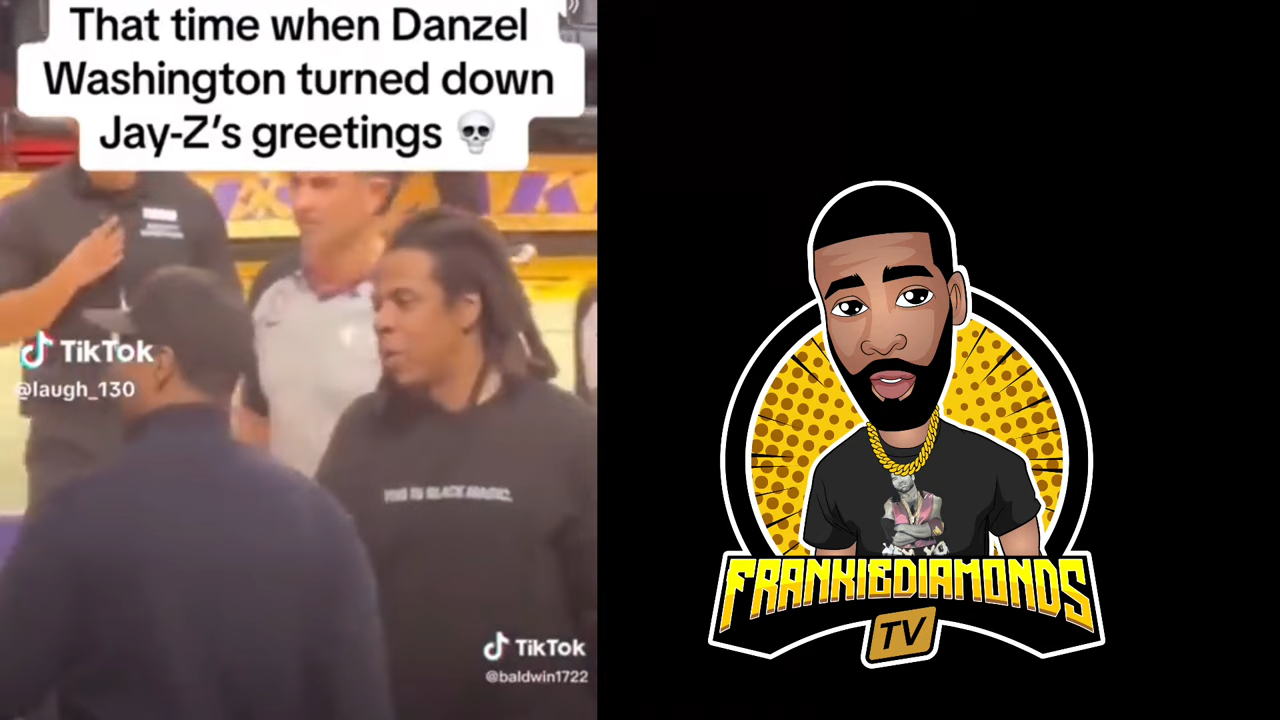 That time when Danzel
Washington turned down
Jay-Z's greetings 💀
TikTok
@laugh_130
THIS IS BLACK MAGIC.
TikTok
@baldwin1722
FRANKIEDIAMONDS
TV